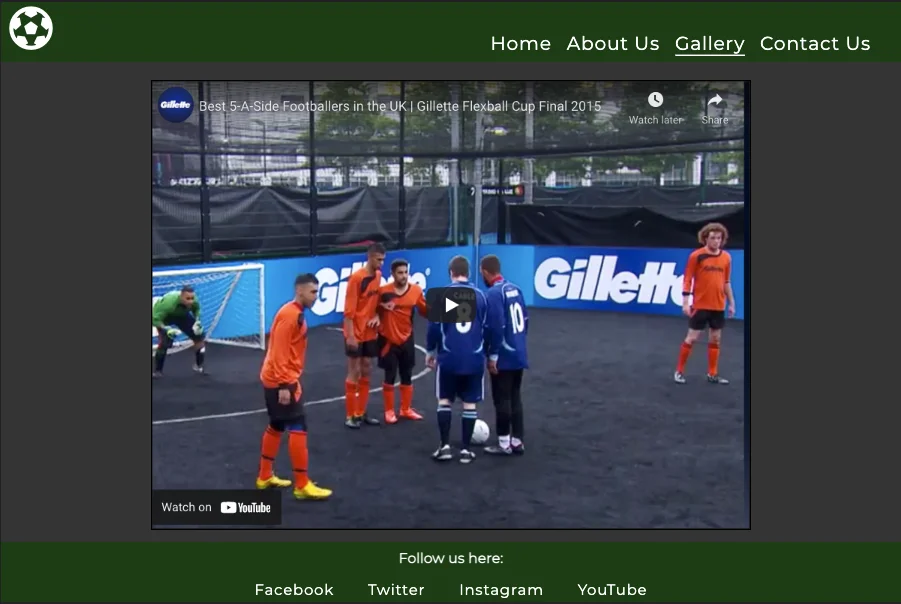 Home About Us Gallery Contact Us
Gillette Best 5-A-Side Footballers in the UK | Gillette Flexball Cup Final 2015
Watch later Share
Gillette
8
10
Watch on YouTube
Follow us here:
Facebook Twitter Instagram YouTube